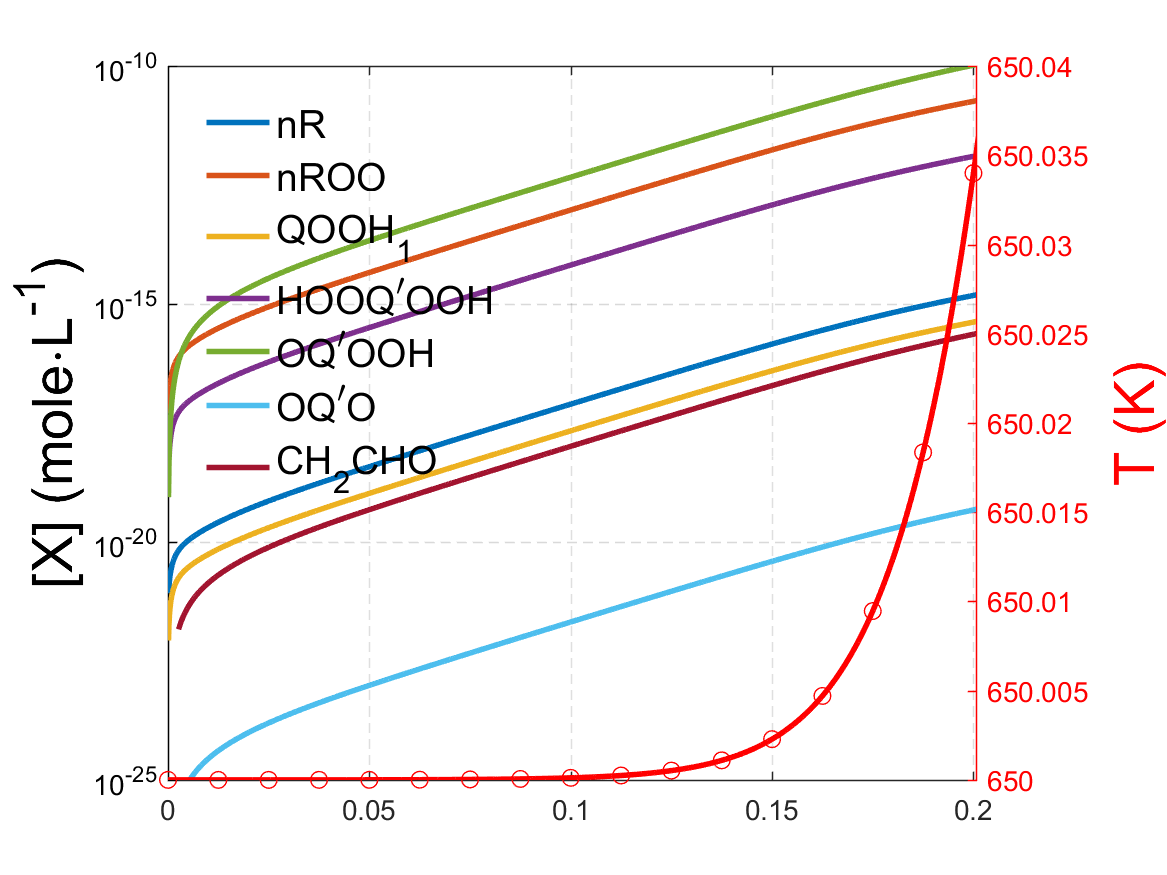 [X] (mole·L⁻¹)
10⁻¹⁰
10⁻¹⁵
10⁻²⁰
10⁻²⁵
nR
nROO
QOOH₁
HOOQ′OOH
OQ′OOH
OQ′O
CH₂CHO
650.04
650.035
650.03
650.025
650.02
650.015
650.01
650.005
650
T (K)
0 0.05 0.1 0.15 0.2